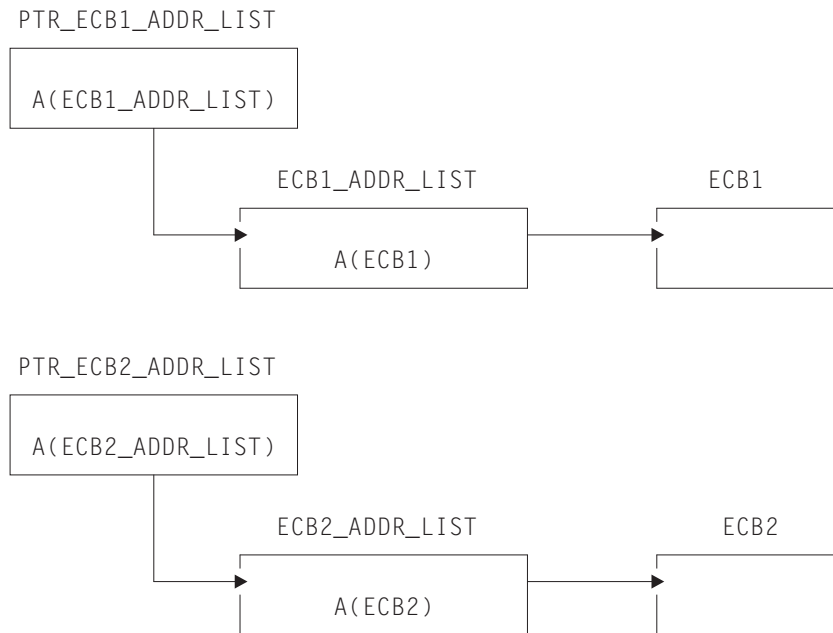 PTR_ECB1_ADDR_LIST
A(ECB1_ADDR_LIST)
ECB1_ADDR_LIST ECB1
A(ECB1)
PTR_ECB2_ADDR_LIST
A(ECB2_ADDR_LIST)
ECB2_ADDR_LIST ECB2
A(ECB2)